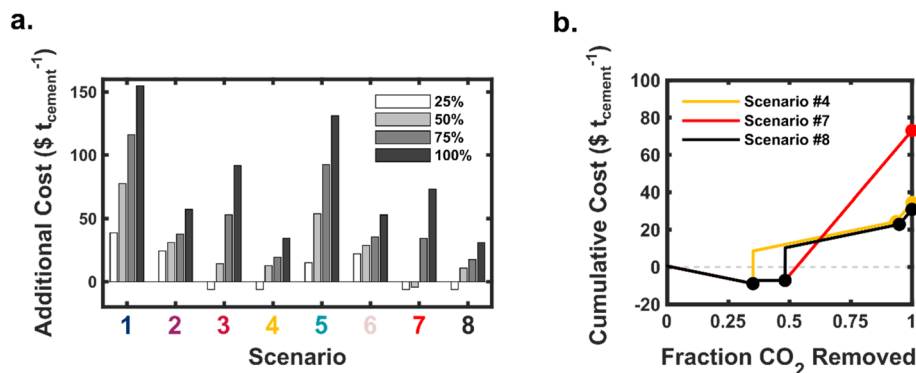 a.
Additional Cost ($ t_cement^-1)
150
100
50
0
25%
50%
75%
100%
1 2 3 4 5 6 7 8
Scenario
b.
Cumulative Cost ($ t_cement^-1)
100
80
60
40
20
0
-20
Scenario #4
Scenario #7
Scenario #8
0 0.25 0.5 0.75 1
Fraction CO₂ Removed